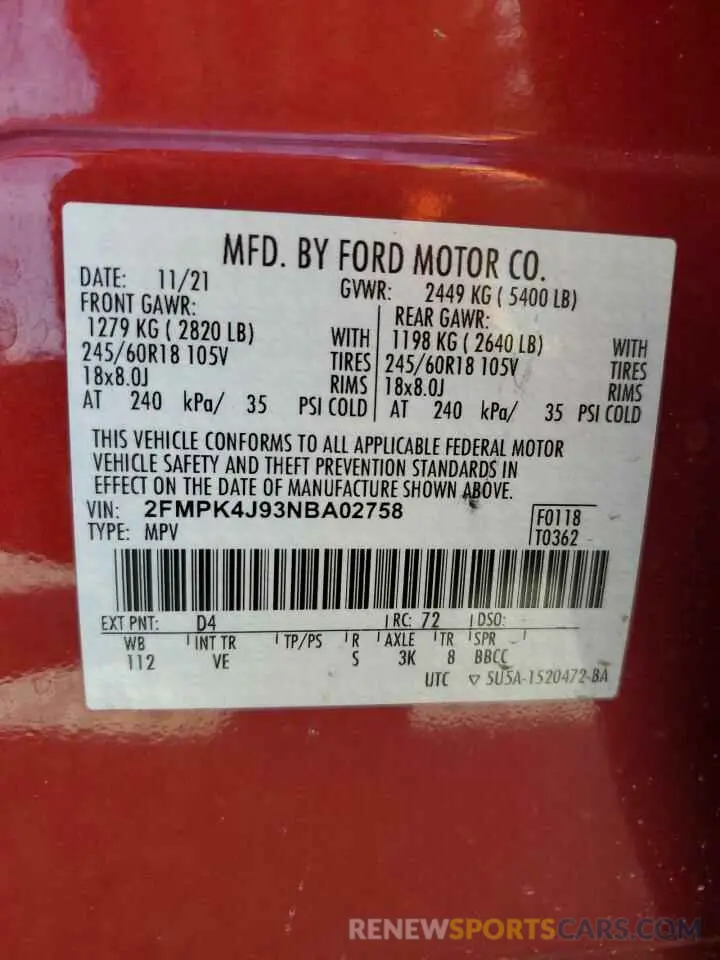 MFD. BY FORD MOTOR CO.
DATE: 11/21 GVWR: 2449 KG ( 5400 LB)
FRONT GAWR: REAR GAWR:
1279 KG ( 2820 LB) WITH 1198 KG ( 2640 LB) WITH
245/60R18 105V TIRES 245/60R18 105V TIRES
18x8.0J RIMS 18x8.0J RIMS
AT 240 kPa/ 35 PSI COLD AT 240 kPa/ 35 PSI COLD
THIS VEHICLE CONFORMS TO ALL APPLICABLE FEDERAL MOTOR
VEHICLE SAFETY AND THEFT PREVENTION STANDARDS IN
EFFECT ON THE DATE OF MANUFACTURE SHOWN ABOVE.
VIN: 2FMPK4J93NBA02758 F0118
TYPE: MPV T0362
EXT PNT: D4 RC: 72 DSO:
WB INT TR TP/PS R AXLE TR SPR
112 VE S 3K 8 BBCC
UTC ▽ 5U5A-1520472-BA
RENEWSPORTSCARS.COM